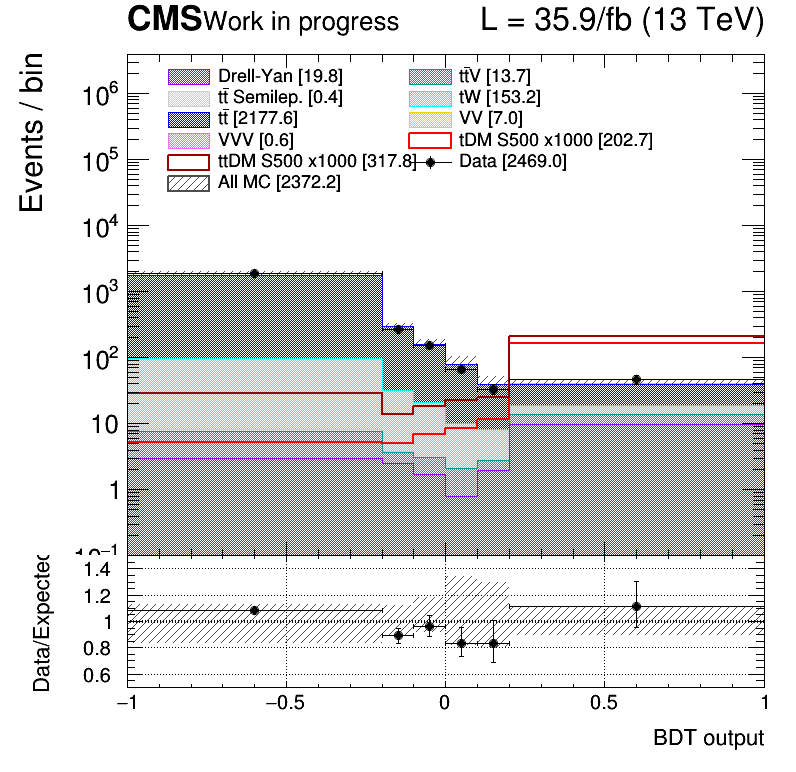 CMS Work in progress L = 35.9/fb (13 TeV)
Events / bin
Drell-Yan [19.8] tt̄V [13.7]
tt̄ Semilep. [0.4] tW [153.2]
tt̄ [2177.6] VV [7.0]
VVV [0.6] tDM S500 x1000 [202.7]
ttDM S500 x1000 [317.8] Data [2469.0]
All MC [2372.2]
10⁶
10⁵
10⁴
10³
10²
10
1
10⁻¹
Data/Expected
1.4
1.2
1
0.8
0.6
−1 −0.5 0 0.5 1
BDT output